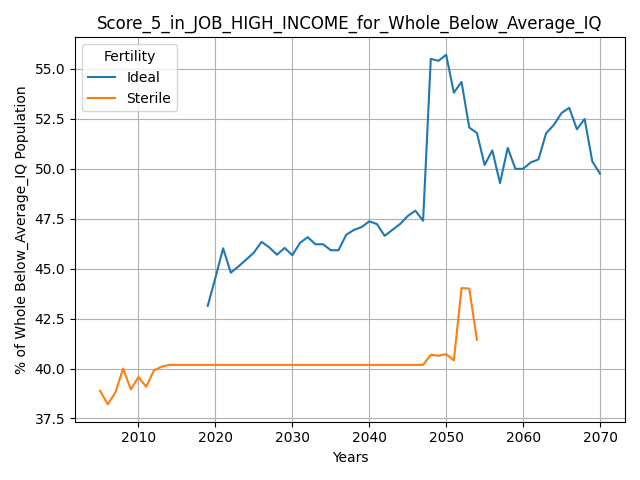 Score_5_in_JOB_HIGH_INCOME_for_Whole_Below_Average_IQ
Fertility
Ideal
Sterile
% of Whole Below_Average_IQ Population
55.0
52.5
50.0
47.5
45.0
42.5
40.0
37.5
2010
2020
2030
2040
2050
2060
2070
Years